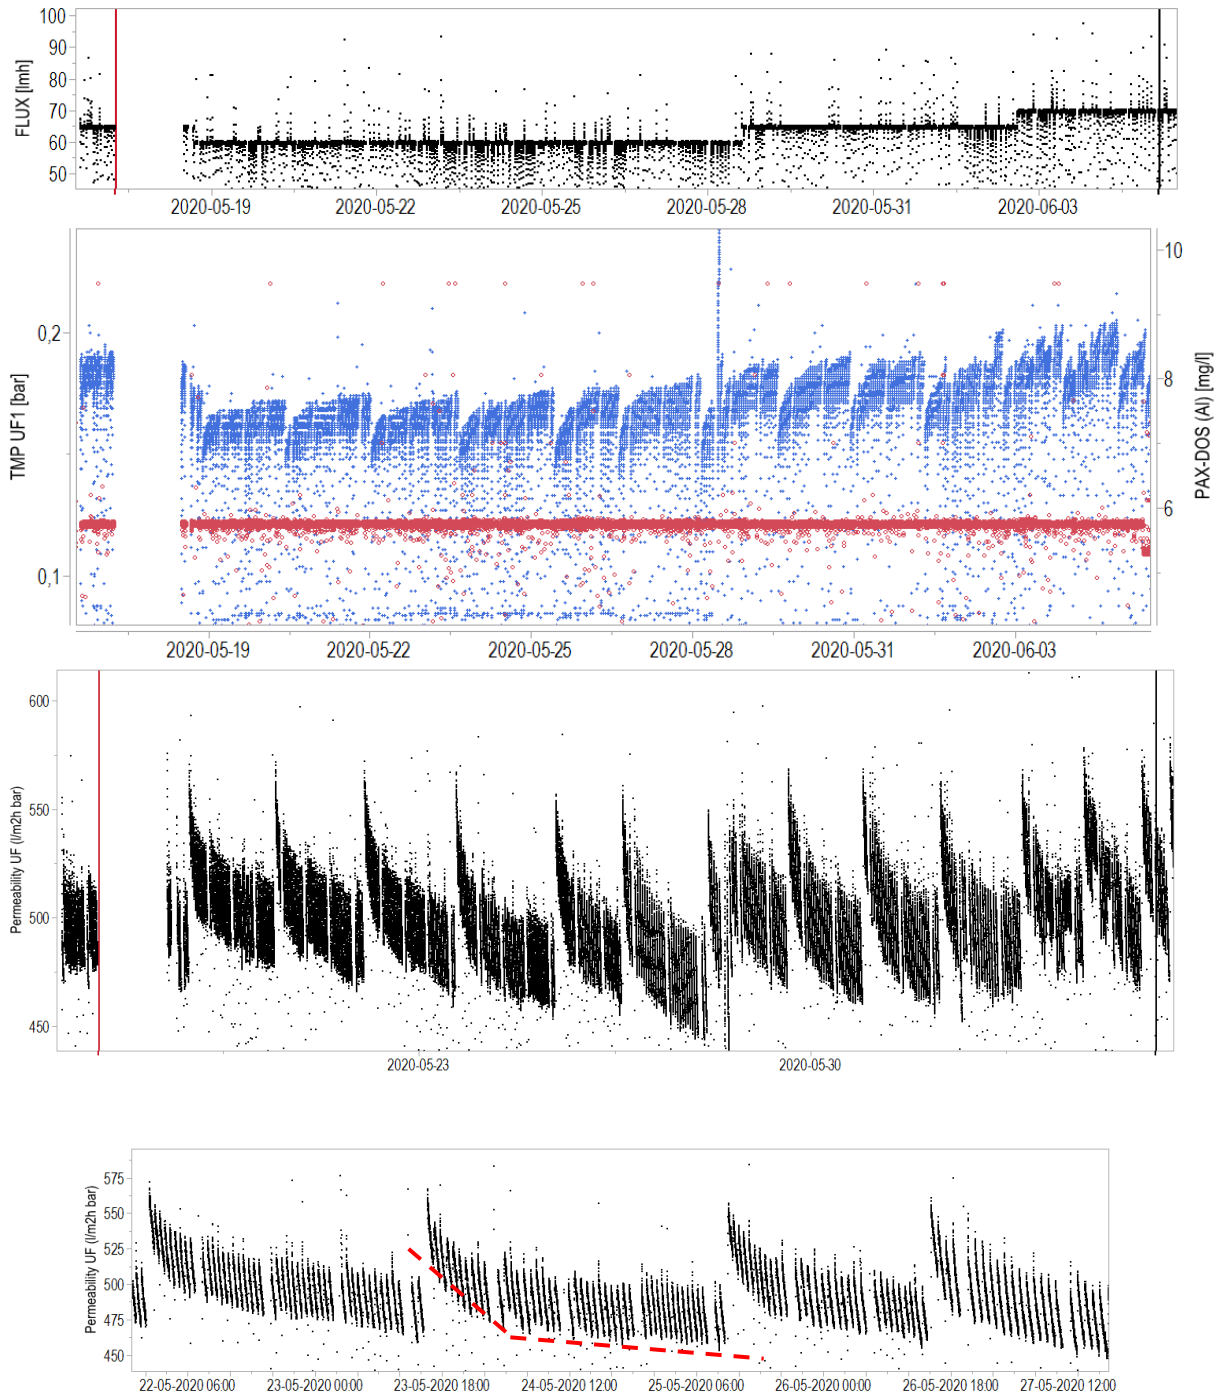 FLUX [lmh]
100
90
80
70
60
50
2020-05-19 2020-05-22 2020-05-25 2020-05-28 2020-05-31 2020-06-03
TMP UF1 [bar]
0,2
0,1
PAX-DOS (Al) [mg/l]
10
8
6
2020-05-19 2020-05-22 2020-05-25 2020-05-28 2020-05-31 2020-06-03
Permeability UF (l/m2h bar)
600
550
500
450
2020-05-23 2020-05-30
Permeability UF (l/m2h bar)
575
550
525
500
475
450
22-05-2020 06:00 23-05-2020 00:00 23-05-2020 18:00 24-05-2020 12:00 25-05-2020 06:00 26-05-2020 00:00 26-05-2020 18:00 27-05-2020 12:00